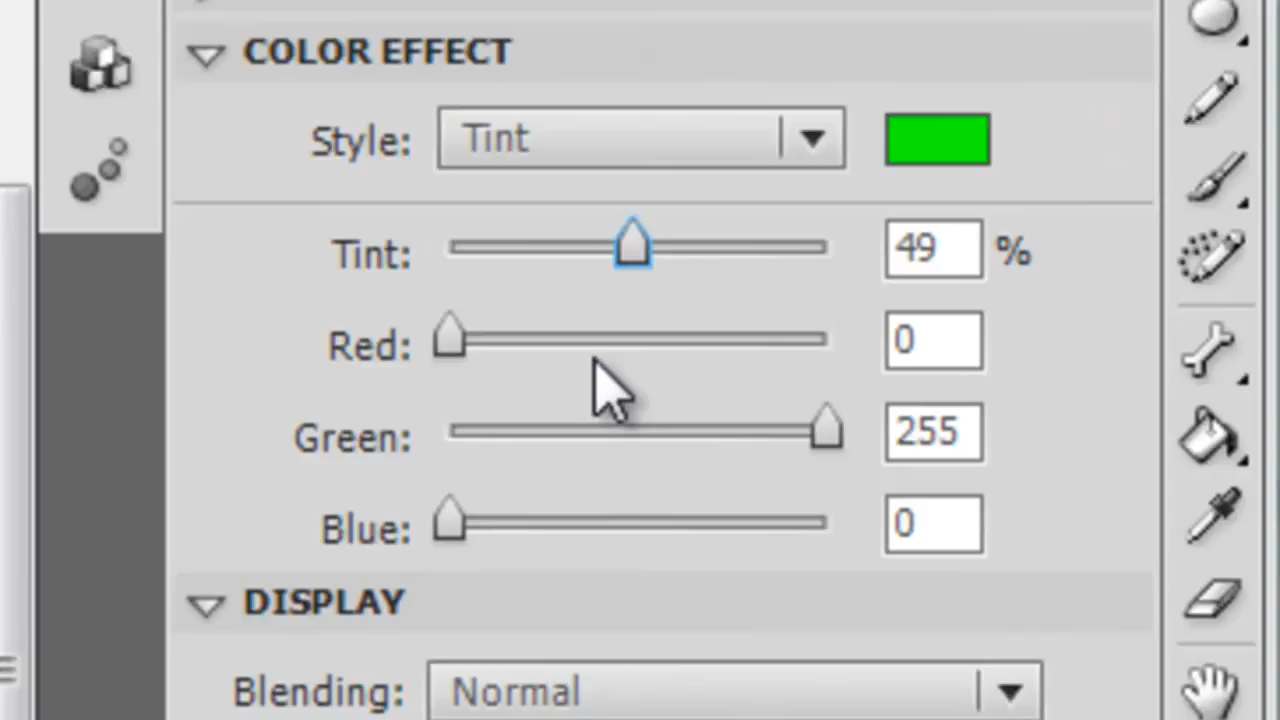 COLOR EFFECT
Style: Tint
Tint: 49 %
Red: 0
Green: 255
Blue: 0
DISPLAY
Blending: Normal